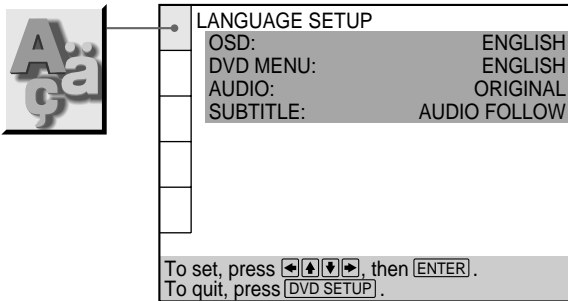 Aäç
LANGUAGE SETUP
OSD: ENGLISH
DVD MENU: ENGLISH
AUDIO: ORIGINAL
SUBTITLE: AUDIO FOLLOW
To set, press ←↑↓→, then ENTER.
To quit, press DVD SETUP.